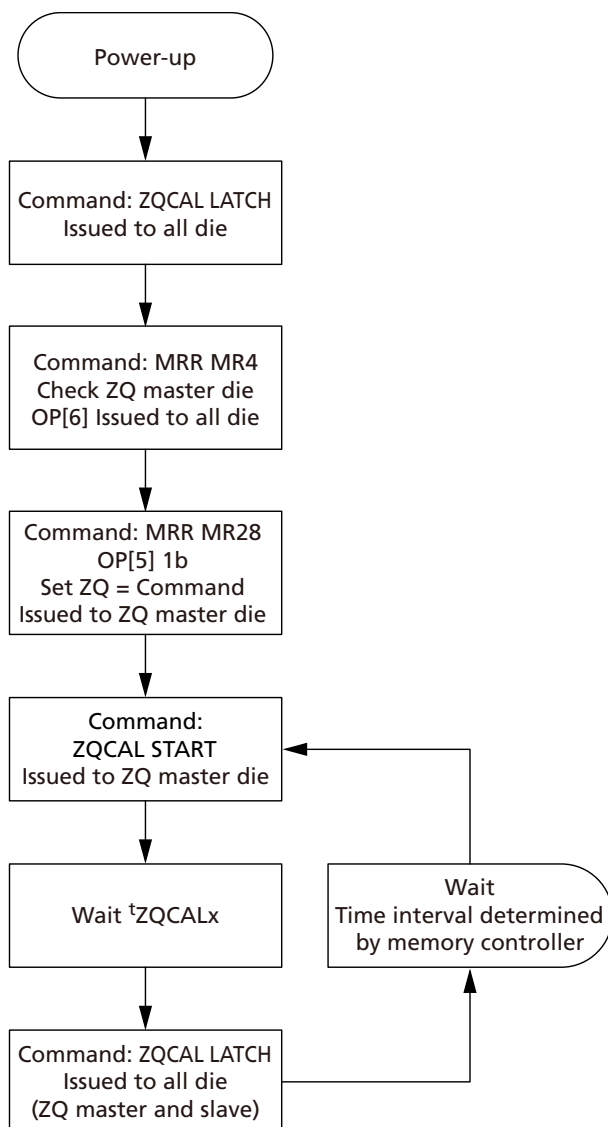 Power-up
Command: ZQCAL LATCH
Issued to all die
Command: MRR MR4
Check ZQ master die
OP[6] Issued to all die
Command: MRR MR28
OP[5] 1b
Set ZQ = Command
Issued to ZQ master die
Command:
ZQCAL START
Issued to ZQ master die
Wait tZQCALx
Wait
Time interval determined
by memory controller
Command: ZQCAL LATCH
Issued to all die
(ZQ master and slave)